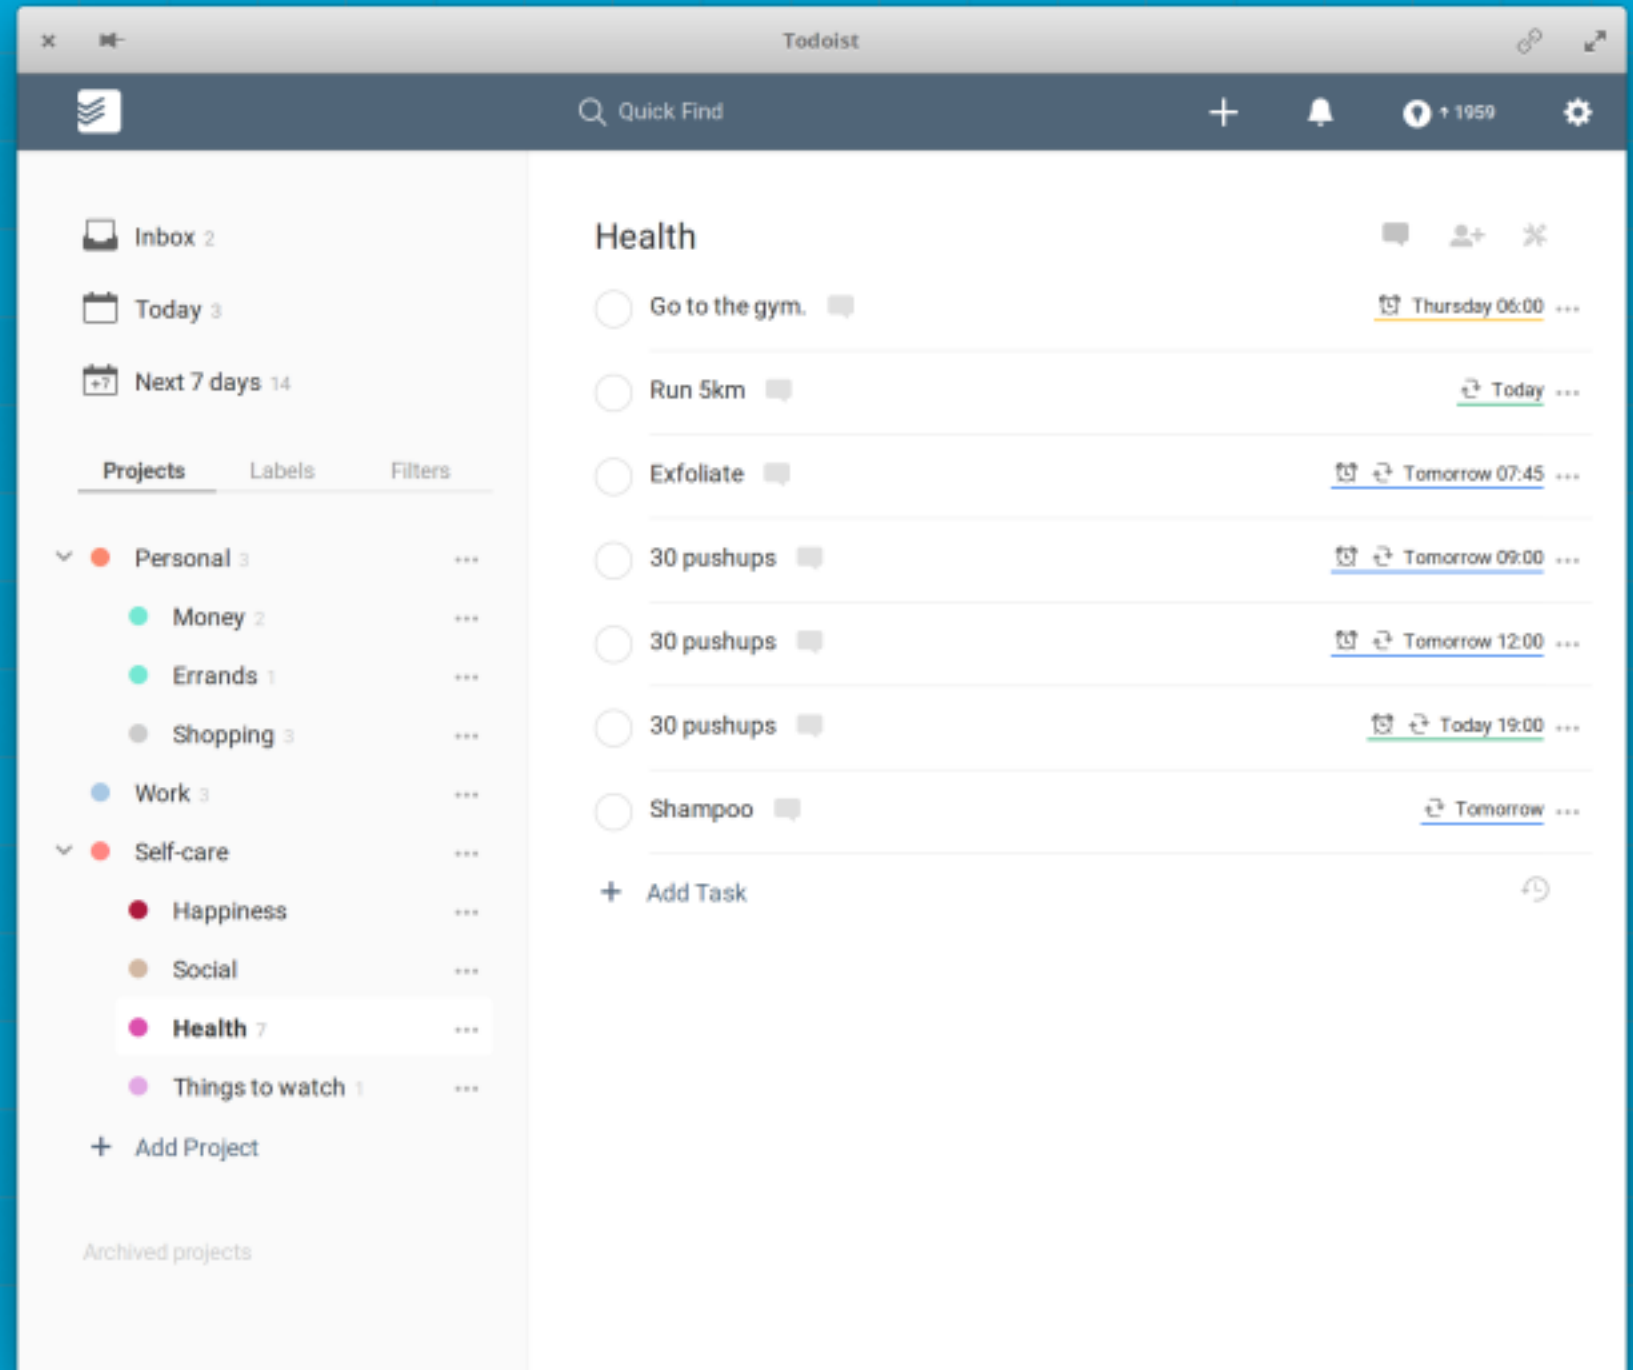 Todoist
Quick Find
↑ 1959
Inbox 2
Today 3
+7 Next 7 days 14
Projects Labels Filters
Personal 3
Money 2
Errands 1
Shopping 3
Work 3
Self-care
Happiness
Social
Health 7
Things to watch 1
Add Project
Archived projects
Health
Go to the gym. Thursday 06:00
Run 5km Today
Exfoliate Tomorrow 07:45
30 pushups Tomorrow 09:00
30 pushups Tomorrow 12:00
30 pushups Today 19:00
Shampoo Tomorrow
+ Add Task